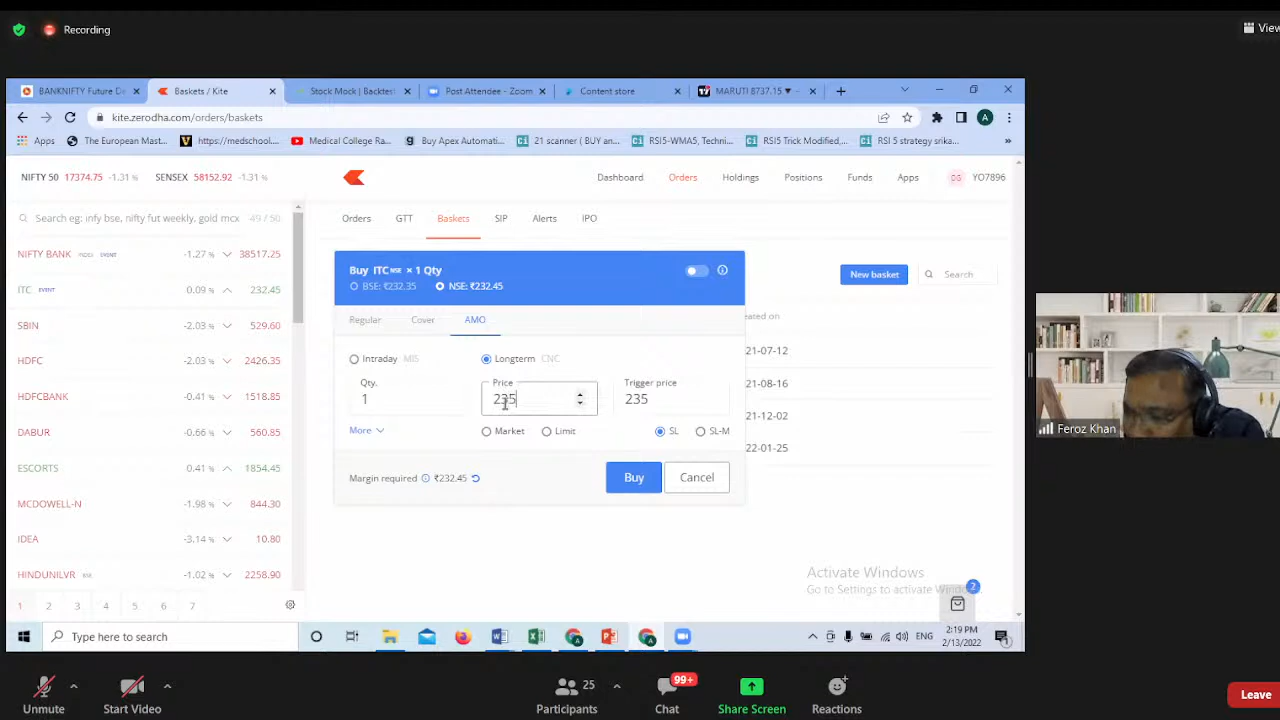 Recording
View
BANKNIFTY Future De
Baskets / Kite
Stock Mock | Backtest
Post Attendee - Zoom
Content store
MARUTI 8737.15 ▼
kite.zerodha.com/orders/baskets
Apps
The European Mast...
https://medschool....
Medical College Ra...
Buy Apex Automati...
21 scanner ( BUY an...
RSI5-WMA5, Techni...
RSI5 Trick Modified,...
RSI 5 strategy srika...
NIFTY 50 17374.75 -1.31 %
SENSEX 58152.92 -1.31 %
Dashboard
Orders
Holdings
Positions
Funds
Apps
YO7896
Search eg: infy bse, nifty fut weekly, gold mcx
49 / 50
Orders
GTT
Baskets
SIP
Alerts
IPO
NIFTY BANK INDEX EVENT -1.27 % 38517.25
ITC EVENT 0.09 % 232.45
SBIN -2.03 % 529.60
HDFC -2.03 % 2426.35
HDFCBANK -0.41 % 1518.85
DABUR -0.66 % 560.85
ESCORTS 0.41 % 1854.45
MCDOWELL-N -1.98 % 844.30
IDEA -3.14 % 10.80
HINDUNILVR BSE -1.02 % 2258.90
1 2 3 4 5 6 7
Buy ITC NSE × 1 Qty
BSE: ₹232.35
NSE: ₹232.45
Regular
Cover
AMO
Intraday MIS
Longterm CNC
Qty.
1
Price
235
Trigger price
235
More
Market
Limit
SL
SL-M
Margin required ₹232.45
Buy
Cancel
New basket
Search
ated on
21-07-12
21-08-16
21-12-02
22-01-25
Activate Windows
Go to Settings to activate Windo
2
Type here to search
ENG
2:19 PM
2/13/2022
Feroz Khan
Unmute
Start Video
Participants
25
Chat
99+
Share Screen
Reactions
Leave